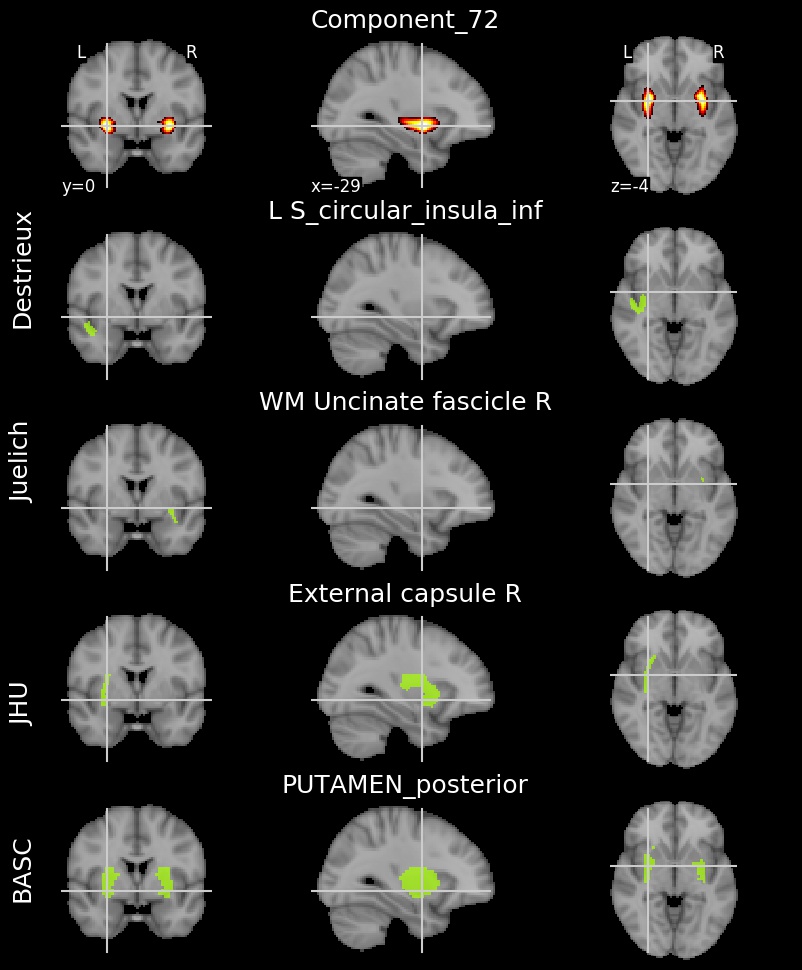 Component_72
L R
L R
y=0
x=-29
z=-4
Destrieux
L S_circular_insula_inf
Juelich
WM Uncinate fascicle R
JHU
External capsule R
BASC
PUTAMEN_posterior